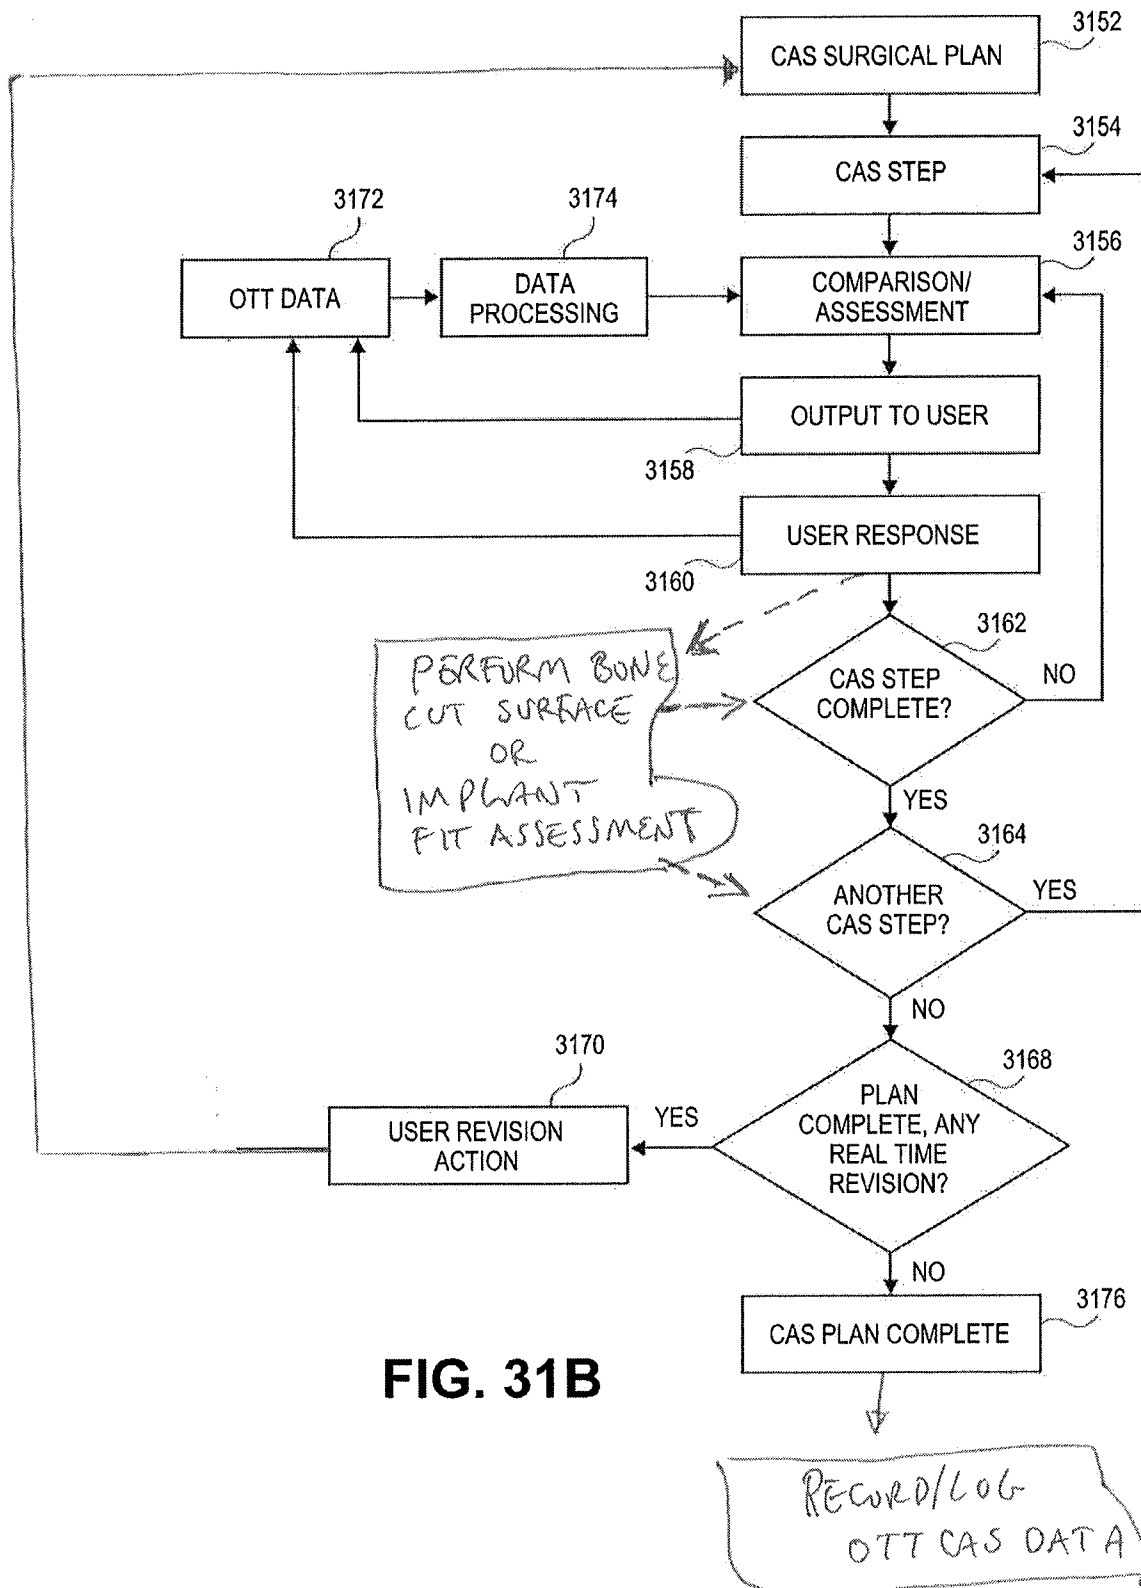 3152
CAS SURGICAL PLAN
3154
CAS STEP
3172
3174
3156
OTT DATA
DATA
PROCESSING
COMPARISON/
ASSESSMENT
OUTPUT TO USER
3158
USER RESPONSE
3160
PERFORM BONE
CUT SURFACE
OR
IMPLANT
FIT ASSESSMENT
3162
CAS STEP
COMPLETE?
NO
YES
3164
ANOTHER
CAS STEP?
YES
NO
3170
3168
USER REVISION
ACTION
YES
PLAN
COMPLETE, ANY
REAL TIME
REVISION?
NO
3176
CAS PLAN COMPLETE
FIG. 31B
RECORD/LOG
OTT CAS DATA